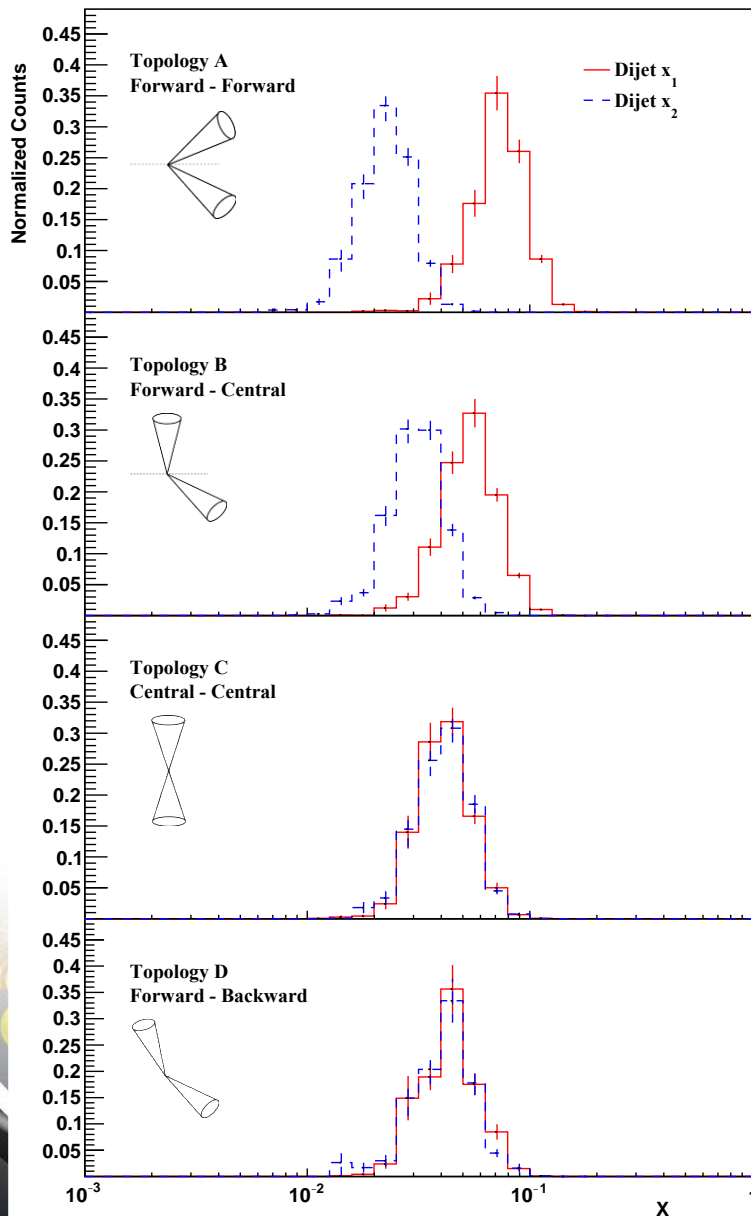 Normalized Counts
0.45
0.4
0.35
0.3
0.25
0.2
0.15
0.1
0.05
Topology A
Forward - Forward
Dijet x₁
Dijet x₂
0.45
0.4
0.35
0.3
0.25
0.2
0.15
0.1
0.05
Topology B
Forward - Central
0.45
0.4
0.35
0.3
0.25
0.2
0.15
0.1
0.05
Topology C
Central - Central
0.45
0.4
0.35
0.3
0.25
0.2
0.15
0.1
0.05
Topology D
Forward - Backward
10⁻³ 10⁻² 10⁻¹ 1
X